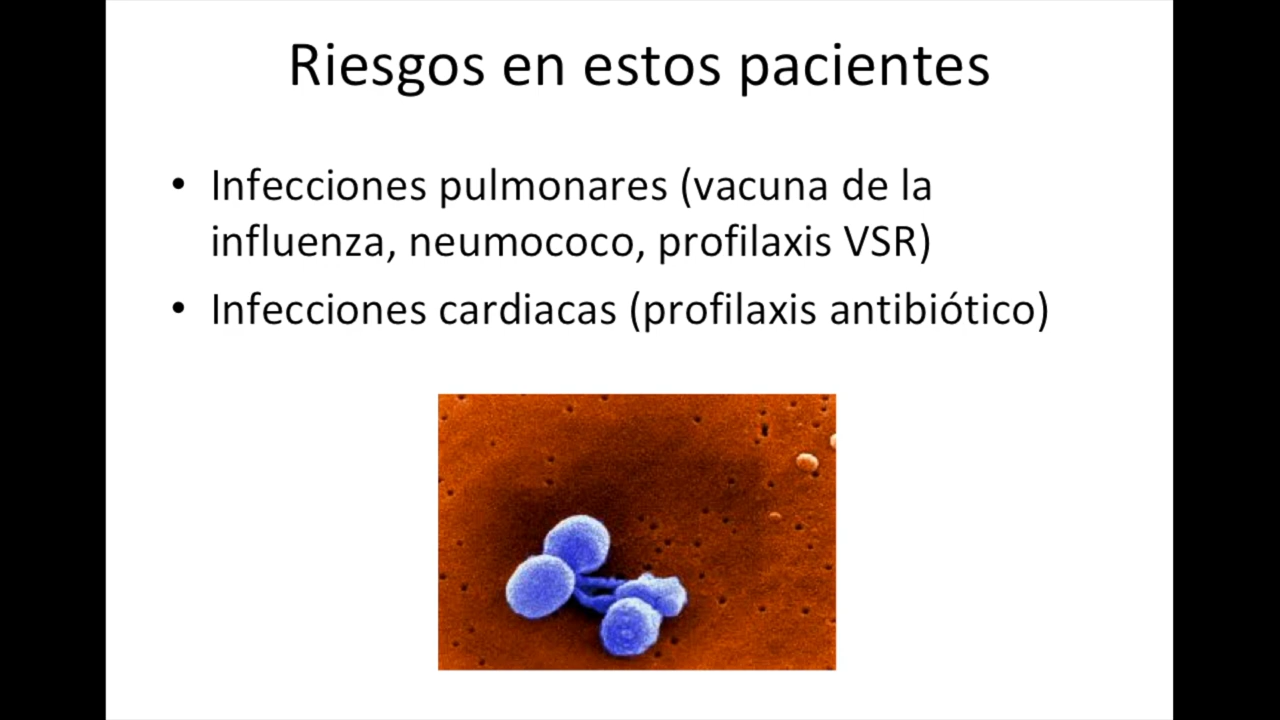 Riesgos en estos pacientes
• Infecciones pulmonares (vacuna de la
influenza, neumococo, profilaxis VSR)
• Infecciones cardiacas (profilaxis antibiótico)